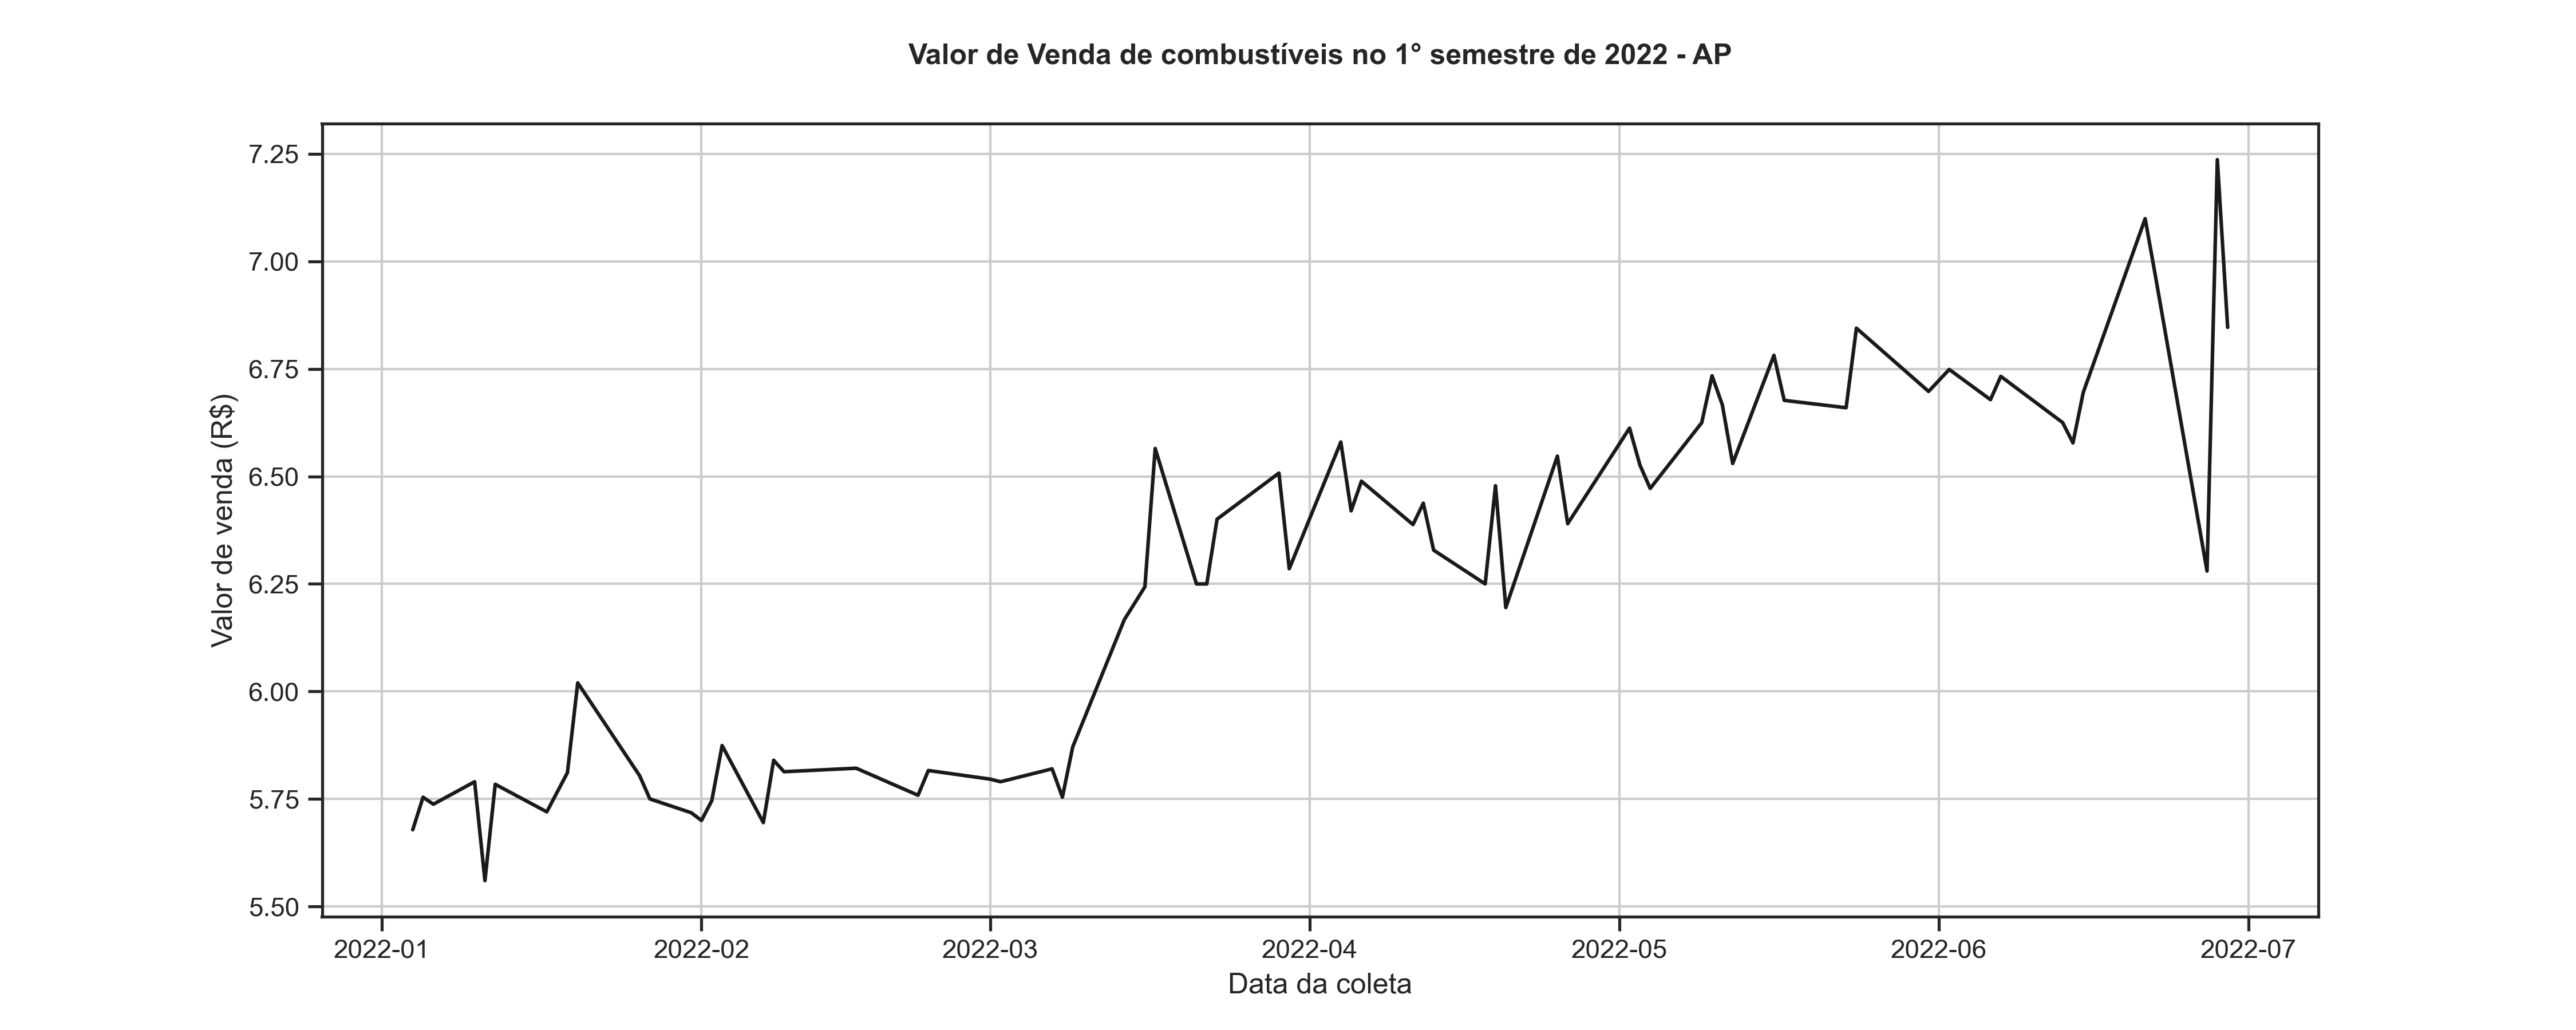 Valor de Venda de combustíveis no 1° semestre de 2022 - AP
7.25
7.00
6.75
6.50
6.25
6.00
5.75
5.50
Valor de venda (R$)
2022-01 2022-02 2022-03 2022-04 2022-05 2022-06 2022-07
Data da coleta